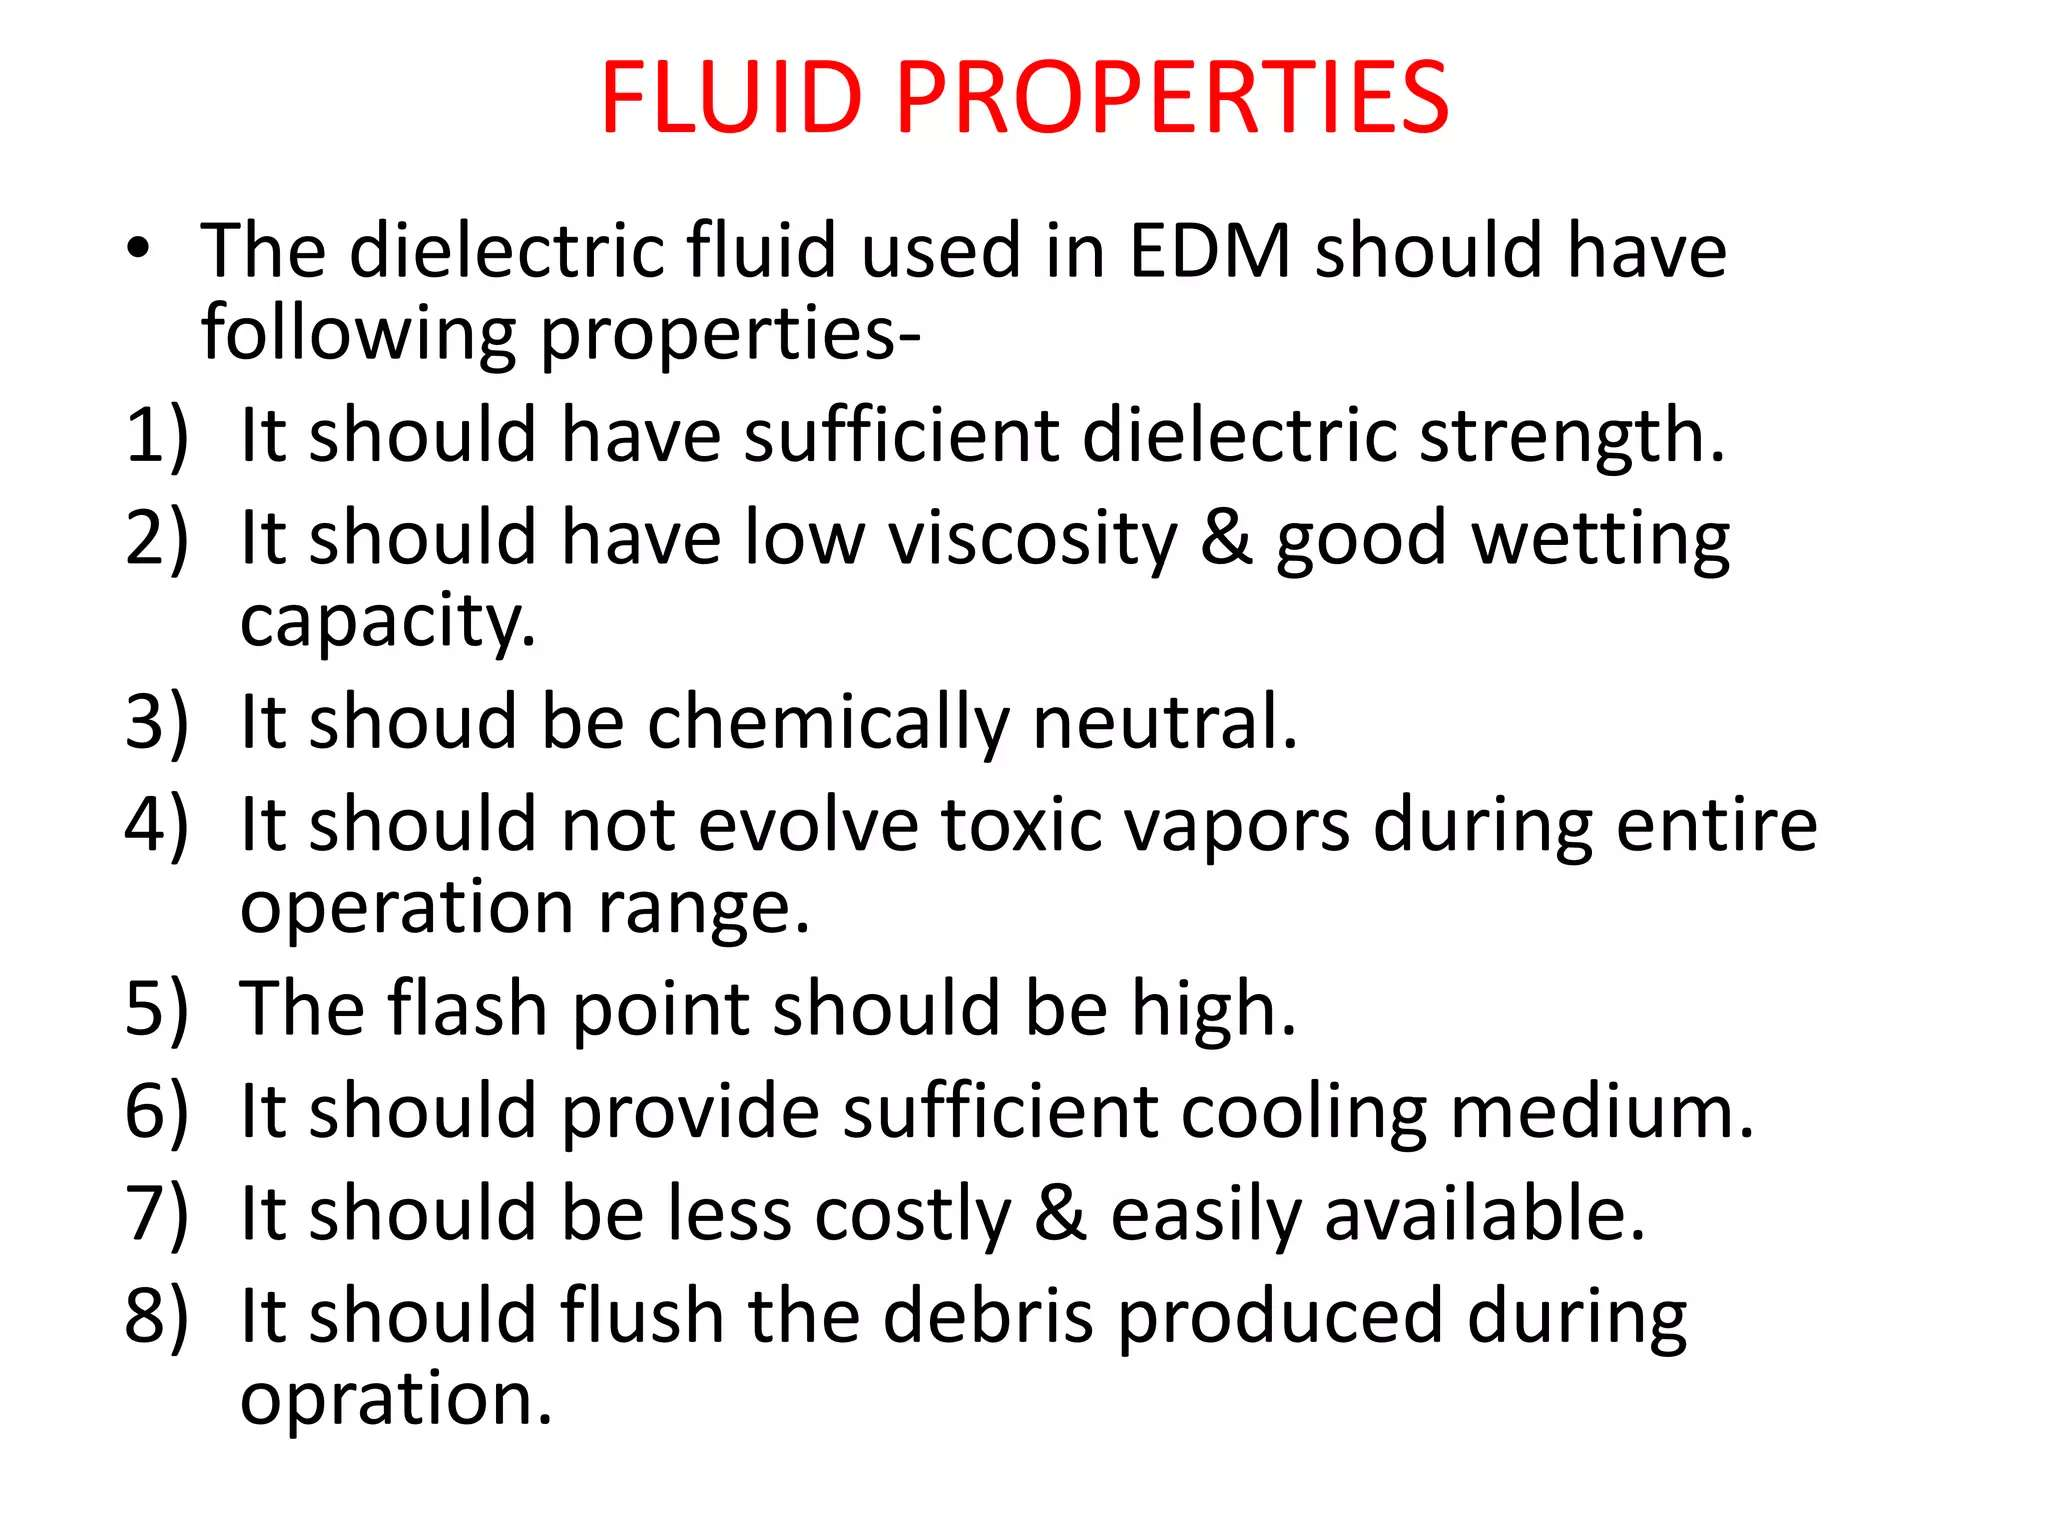 FLUID PROPERTIES
• The dielectric fluid used in EDM should have
following properties-
1) It should have sufficient dielectric strength.
2) It should have low viscosity & good wetting
capacity.
3) It shoud be chemically neutral.
4) It should not evolve toxic vapors during entire
operation range.
5) The flash point should be high.
6) It should provide sufficient cooling medium.
7) It should be less costly & easily available.
8) It should flush the debris produced during
opration.